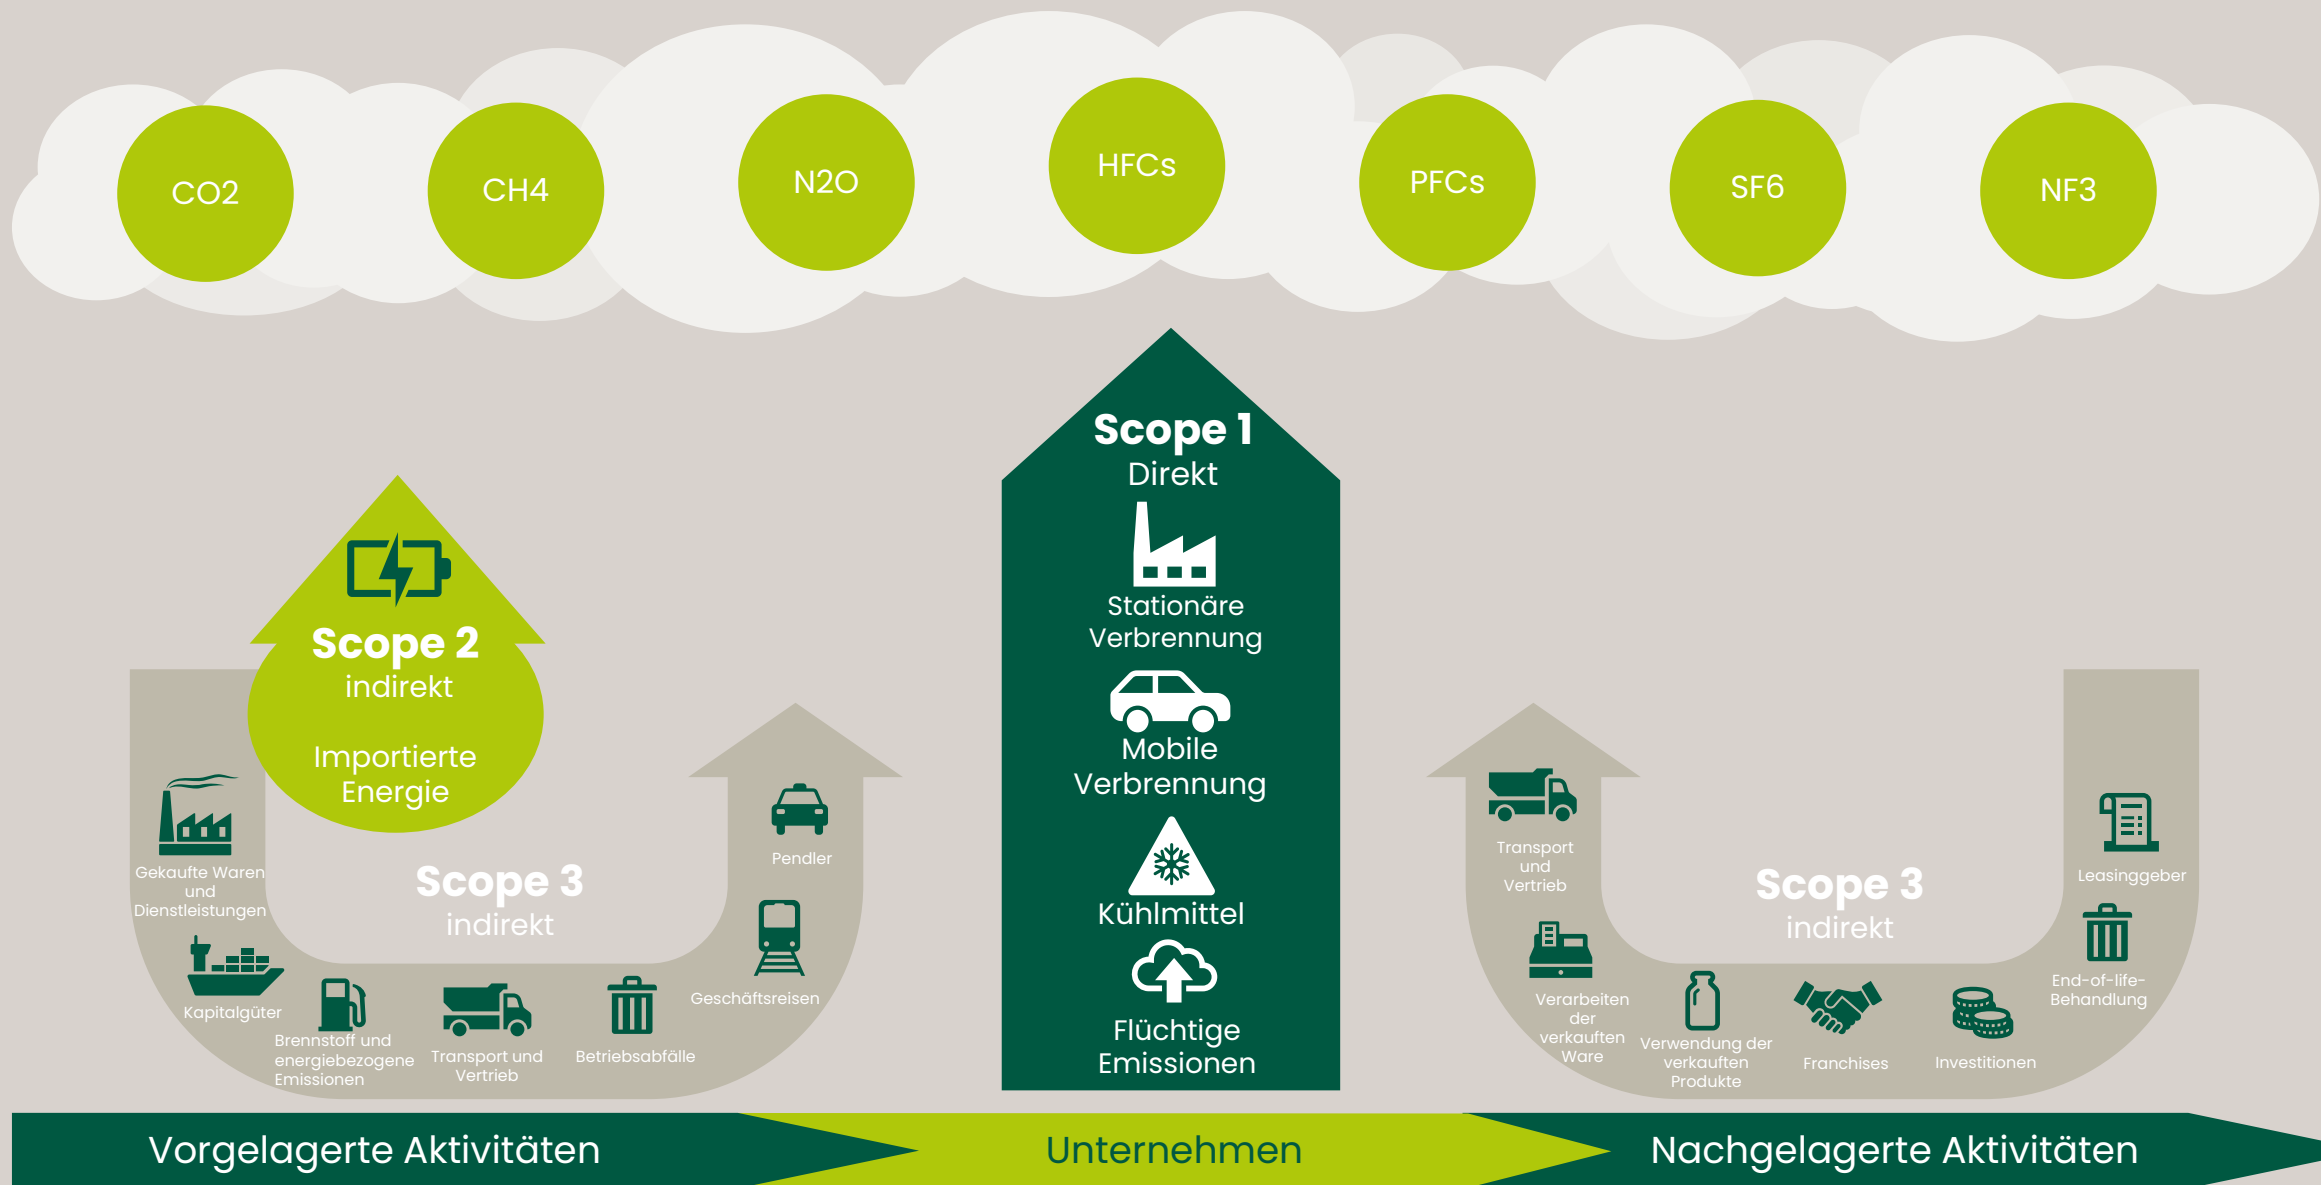 CO2
CH4
N2O
HFCs
PFCs
SF6
NF3
Scope 2
indirekt
Importierte
Energie
Gekaufte Waren
und
Dienstleistungen
Kapitalgüter
Brennstoff und
energiebezogene
Emissionen
Transport und
Vertrieb
Betriebsabfälle
Geschäftsreisen
Pendler
Scope 3
indirekt
Scope 1
Direkt
Stationäre
Verbrennung
Mobile
Verbrennung
Kühlmittel
Flüchtige
Emissionen
Transport
und
Vertrieb
Verarbeiten
der
verkauften
Ware
Verwendung der
verkauften
Produkte
Franchises
Investitionen
End-of-life-
Behandlung
Leasinggeber
Scope 3
indirekt
Vorgelagerte Aktivitäten
Unternehmen
Nachgelagerte Aktivitäten